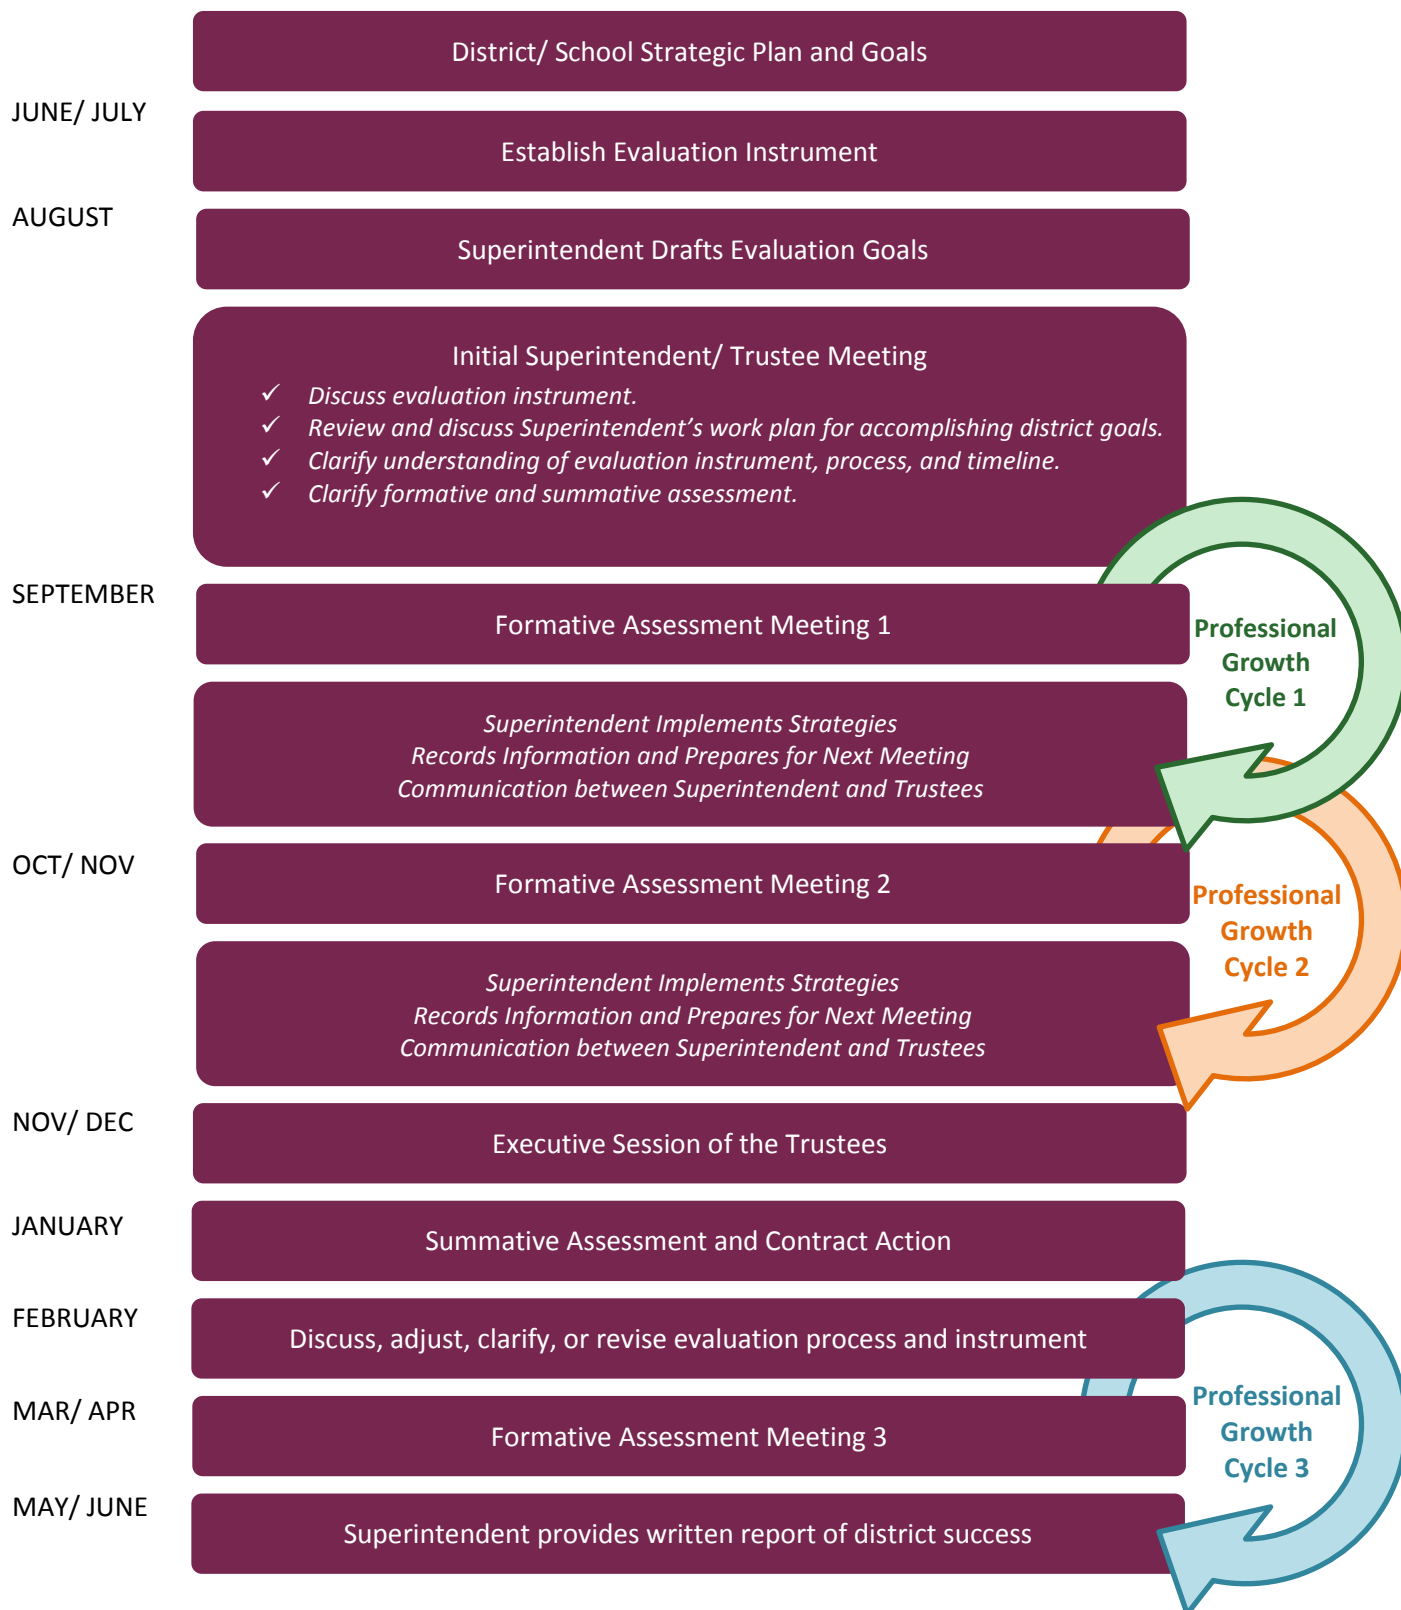 District/ School Strategic Plan and Goals
JUNE/ JULY
Establish Evaluation Instrument
AUGUST
Superintendent Drafts Evaluation Goals
Initial Superintendent/ Trustee Meeting
✓ Discuss evaluation instrument.
✓ Review and discuss Superintendent’s work plan for accomplishing district goals.
✓ Clarify understanding of evaluation instrument, process, and timeline.
✓ Clarify formative and summative assessment.
SEPTEMBER
Formative Assessment Meeting 1
Professional
Growth
Cycle 1
Superintendent Implements Strategies
Records Information and Prepares for Next Meeting
Communication between Superintendent and Trustees
OCT/ NOV
Formative Assessment Meeting 2
Professional
Growth
Cycle 2
Superintendent Implements Strategies
Records Information and Prepares for Next Meeting
Communication between Superintendent and Trustees
NOV/ DEC
Executive Session of the Trustees
JANUARY
Summative Assessment and Contract Action
FEBRUARY
Discuss, adjust, clarify, or revise evaluation process and instrument
MAR/ APR
Formative Assessment Meeting 3
Professional
Growth
Cycle 3
MAY/ JUNE
Superintendent provides written report of district success